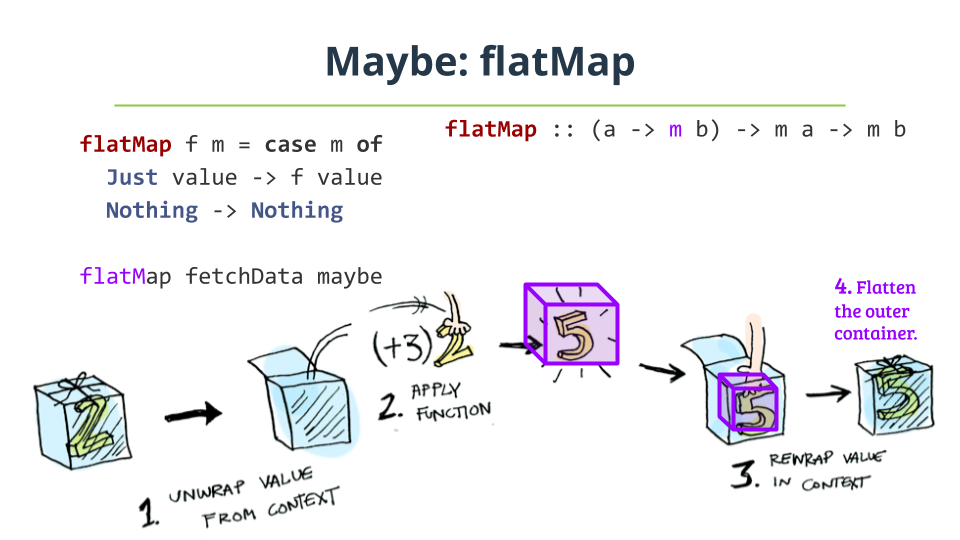 Maybe: flatMap
flatMap f m = case m of
Just value -> f value
Nothing -> Nothing
flatMap :: (a -> m b) -> m a -> m b
flatMap fetchData maybe
2
1. UNWRAP VALUE
FROM CONTEXT
(+3) 2
2. APPLY
FUNCTION
5
5
3. REWRAP VALUE
IN CONTEXT
4. Flatten
the outer
container.
5